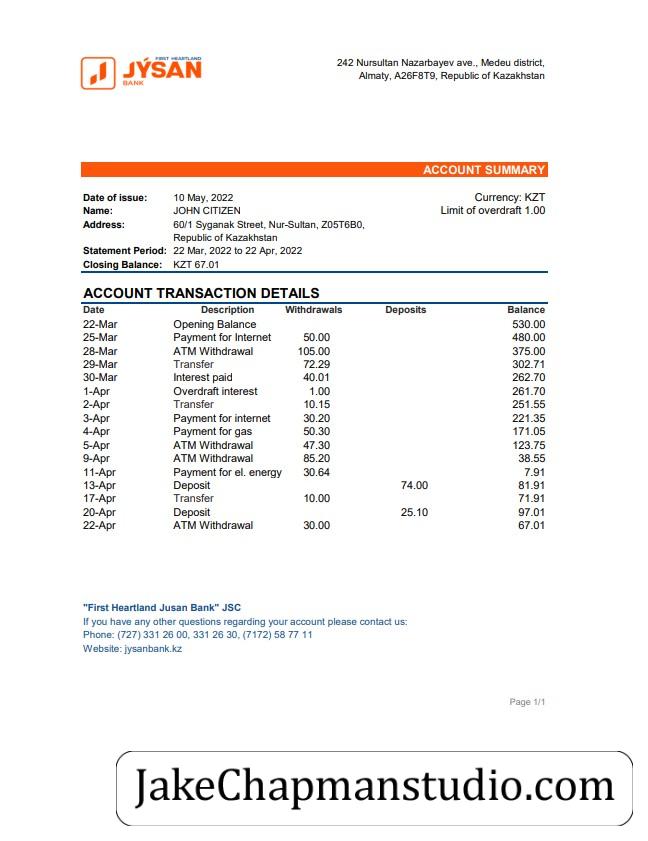 FIRST HEARTLAND
JÝSAN
BANK
242 Nursultan Nazarbayev ave., Medeu district,
Almaty, A26F8T9, Republic of Kazakhstan
ACCOUNT SUMMARY
Date of issue: 10 May, 2022 Currency: KZT
Name: JOHN CITIZEN Limit of overdraft 1.00
Address: 60/1 Syganak Street, Nur-Sultan, Z05T6B0,
Republic of Kazakhstan
Statement Period: 22 Mar, 2022 to 22 Apr, 2022
Closing Balance: KZT 67.01
ACCOUNT TRANSACTION DETAILS
Date Description Withdrawals Deposits Balance
22-Mar Opening Balance 530.00
25-Mar Payment for Internet 50.00 480.00
28-Mar ATM Withdrawal 105.00 375.00
29-Mar Transfer 72.29 302.71
30-Mar Interest paid 40.01 262.70
1-Apr Overdraft interest 1.00 261.70
2-Apr Transfer 10.15 251.55
3-Apr Payment for internet 30.20 221.35
4-Apr Payment for gas 50.30 171.05
5-Apr ATM Withdrawal 47.30 123.75
9-Apr ATM Withdrawal 85.20 38.55
11-Apr Payment for el. energy 30.64 7.91
13-Apr Deposit 74.00 81.91
17-Apr Transfer 10.00 71.91
20-Apr Deposit 25.10 97.01
22-Apr ATM Withdrawal 30.00 67.01
"First Heartland Jusan Bank" JSC
If you have any other questions regarding your account please contact us:
Phone: (727) 331 26 00, 331 26 30, (7172) 58 77 11
Website: jysanbank.kz
Page 1/1
JakeChapmanstudio.com